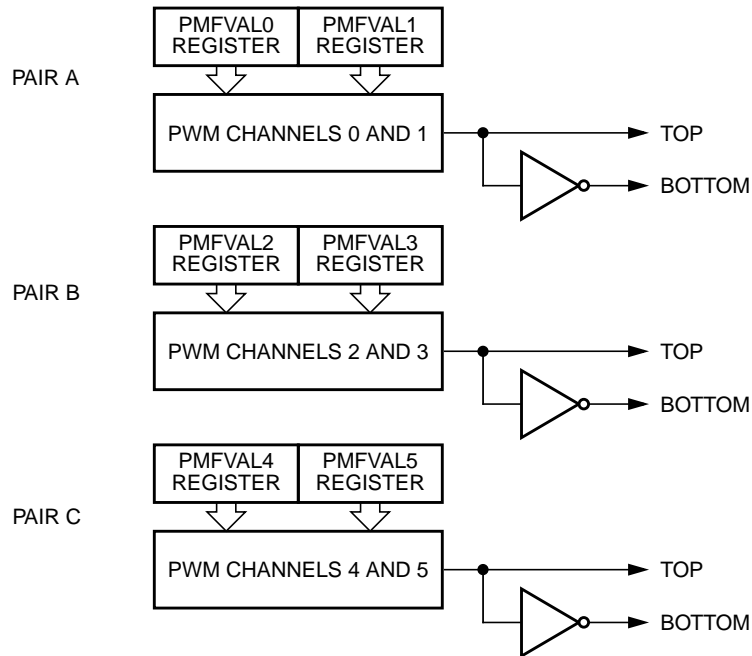 PMFVAL0
REGISTER
PMFVAL1
REGISTER
PAIR A
PWM CHANNELS 0 AND 1
TOP
BOTTOM
PMFVAL2
REGISTER
PMFVAL3
REGISTER
PAIR B
PWM CHANNELS 2 AND 3
TOP
BOTTOM
PMFVAL4
REGISTER
PMFVAL5
REGISTER
PAIR C
PWM CHANNELS 4 AND 5
TOP
BOTTOM